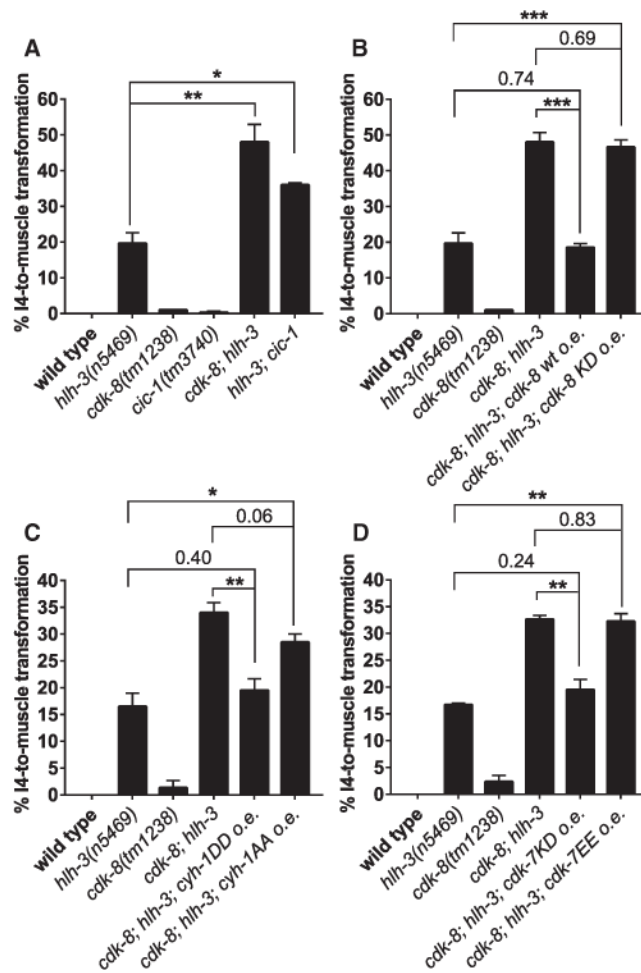 A
*
**
% I4-to-muscle transformation
60
50
40
30
20
10
0
wild type
hlh-3(n5469)
cdk-8(tm1238)
cic-1(tm3740)
cdk-8; hlh-3
hlh-3; cic-1
B
***
0.69
0.74
***
% I4-to-muscle transformation
60
50
40
30
20
10
0
wild type
hlh-3(n5469)
cdk-8(tm1238)
cdk-8; hlh-3
cdk-8; hlh-3; cdk-8 wt o.e.
cdk-8; hlh-3; cdk-8 KD o.e.
C
*
0.06
0.40
**
% I4-to-muscle transformation
40
35
30
25
20
15
10
5
0
wild type
hlh-3(n5469)
cdk-8(tm1238)
cdk-8; hlh-3
cdk-8; hlh-3; cyh-1DD o.e.
cdk-8; hlh-3; cyh-1AA o.e.
D
**
0.83
0.24
**
% I4-to-muscle transformation
40
35
30
25
20
15
10
5
0
wild type
hlh-3(n5469)
cdk-8(tm1238)
cdk-8; hlh-3
cdk-8; hlh-3; cdk-7KD o.e.
cdk-8; hlh-3; cdk-7EE o.e.